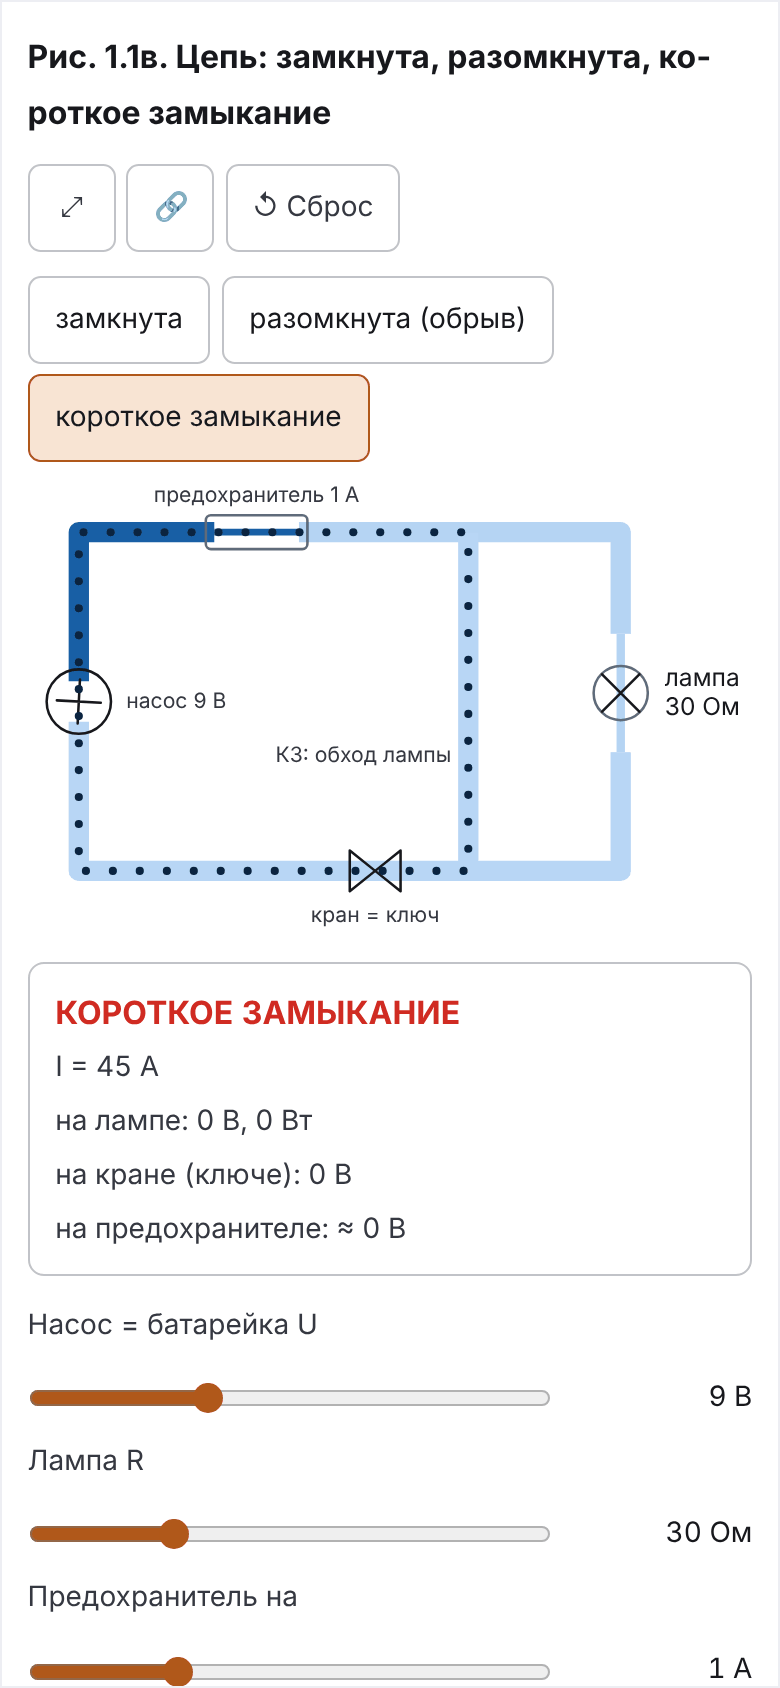 Рис. 1.1в. Цепь: замкнута, разомкнута, ко-
роткое замыкание
Сброс
замкнута
разомкнута (обрыв)
короткое замыкание
предохранитель 1 А
насос 9 В
лампа
30 Ом
КЗ: обход лампы
кран = ключ
КОРОТКОЕ ЗАМЫКАНИЕ
I = 45 А
на лампе: 0 В, 0 Вт
на кране (ключе): 0 В
на предохранителе: ≈ 0 В
Насос = батарейка U
9 В
Лампа R
30 Ом
Предохранитель на
1 А